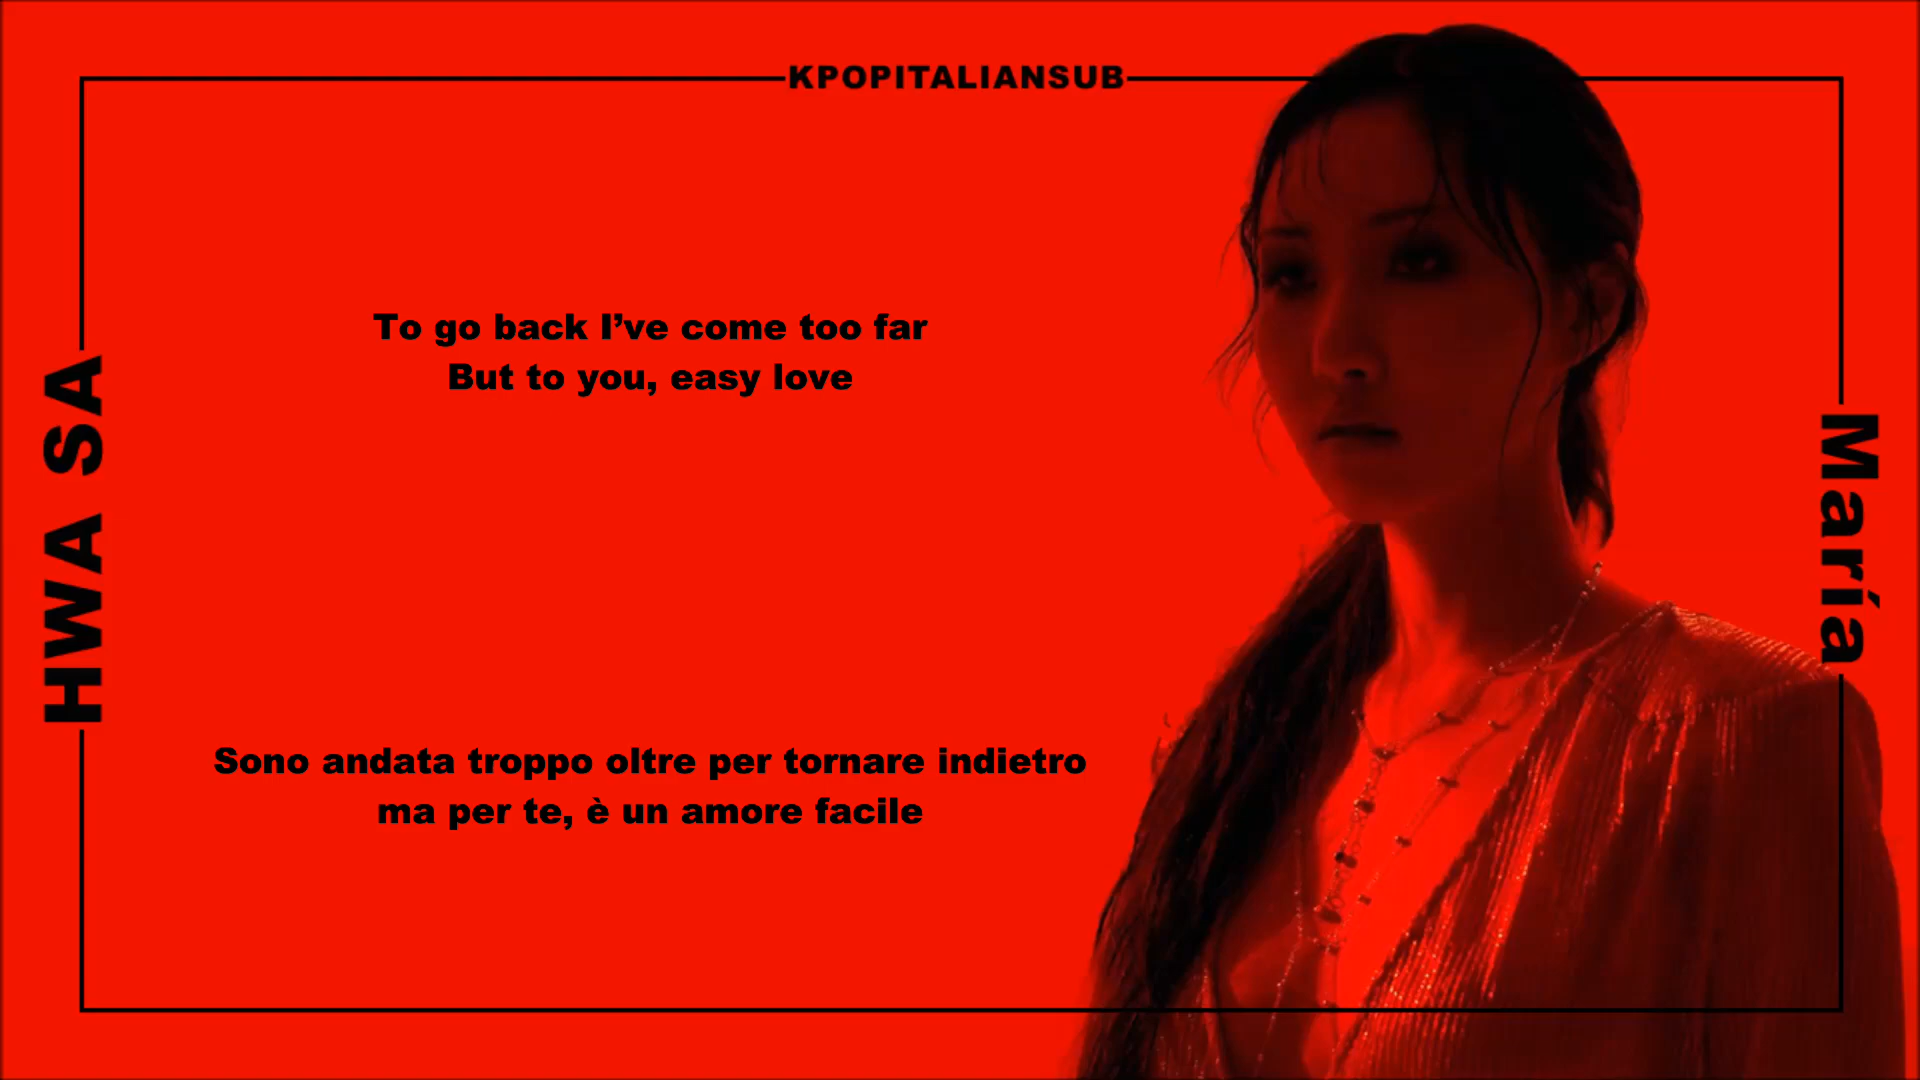 KPOPITALIANSUB
HWA SA
To go back I’ve come too far
But to you, easy love
María
Sono andata troppo oltre per tornare indietro
ma per te, è un amore facile